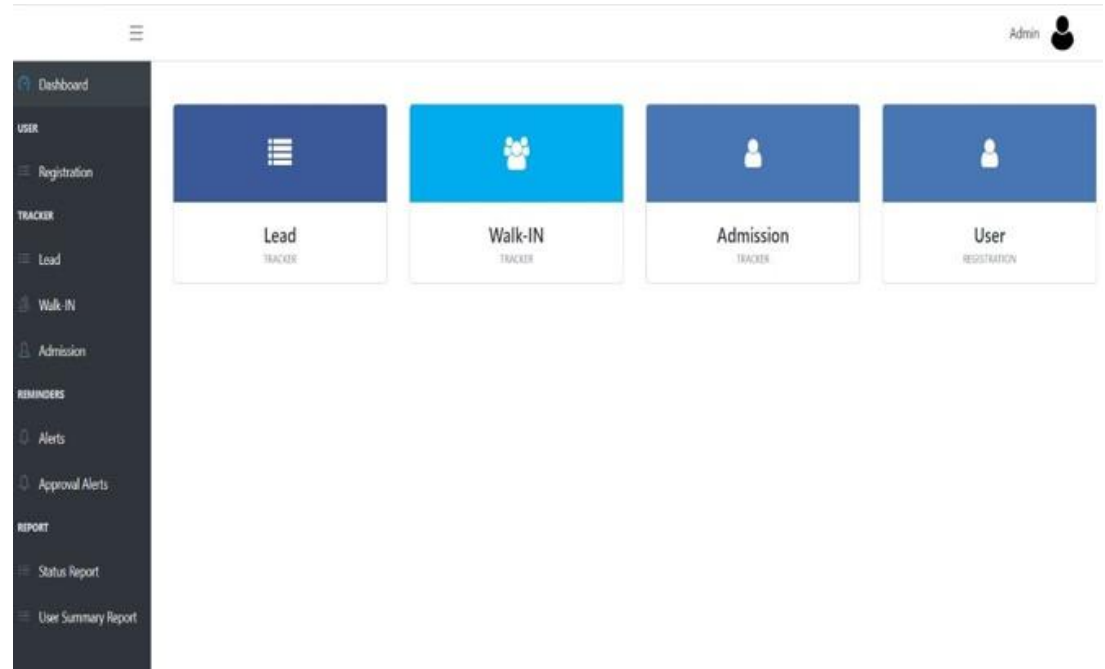 Admin
Dashboard
USER
Registration
TRACKER
Lead
Walk-IN
Admission
REMINDERS
Alerts
Approval Alerts
REPORT
Status Report
User Summary Report
Lead
TRACKER
Walk-IN
TRACKER
Admission
TRACKER
User
REGISTRATION